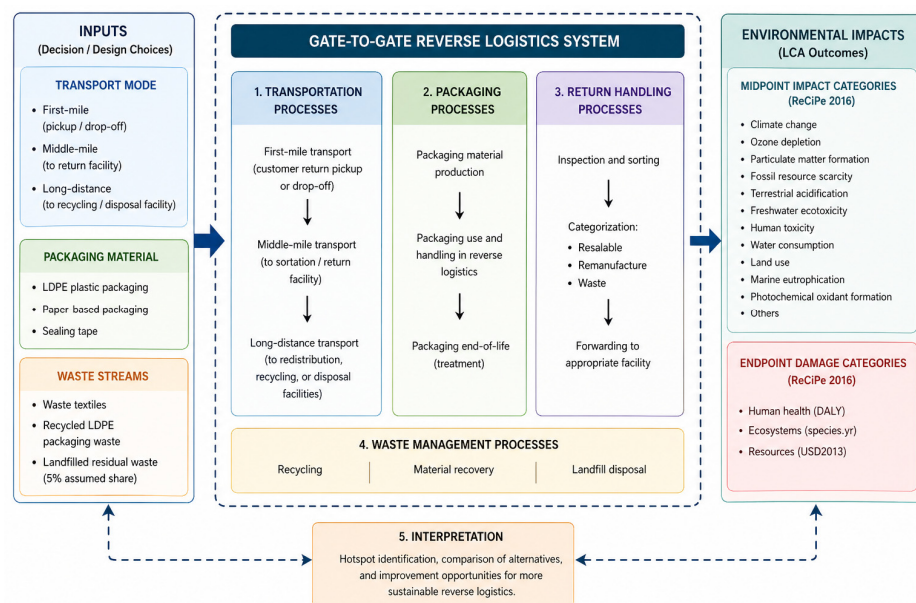 INPUTS
(Decision / Design Choices)
TRANSPORT MODE
• First-mile
(pickup / drop-off)
• Middle-mile
(to return facility)
• Long-distance
(to recycling / disposal facility)
PACKAGING MATERIAL
• LDPE plastic packaging
• Paper-based packaging
• Sealing tape
WASTE STREAMS
• Waste textiles
• Recycled LDPE
packaging waste
• Landfilled residual waste
(5% assumed share)
GATE-TO-GATE REVERSE LOGISTICS SYSTEM
1. TRANSPORTATION
PROCESSES
First-mile transport
(customer return pickup
or drop-off)
Middle-mile transport
(to sortation / return
facility)
Long-distance transport
(to redistribution,
recycling, or disposal
facilities)
2. PACKAGING
PROCESSES
Packaging material
production
Packaging use and
handling in reverse
logistics
Packaging end-of-life
(treatment)
3. RETURN HANDLING
PROCESSES
Inspection and sorting
Categorization:
• Resalable
• Remanufacture
• Waste
Forwarding to
appropriate facility
4. WASTE MANAGEMENT PROCESSES
Recycling
Material recovery
Landfill disposal
ENVIRONMENTAL IMPACTS
(LCA Outcomes)
MIDPOINT IMPACT CATEGORIES
(ReCiPe 2016)
• Climate change
• Ozone depletion
• Particulate matter formation
• Fossil resource scarcity
• Terrestrial acidification
• Freshwater ecotoxicity
• Human toxicity
• Water consumption
• Land use
• Marine eutrophication
• Photochemical oxidant formation
• Others
ENDPOINT DAMAGE CATEGORIES
(ReCiPe 2016)
• Human health (DALY)
• Ecosystems (species.yr)
• Resources (USD2013)
5. INTERPRETATION
Hotspot identification, comparison of alternatives,
and improvement opportunities for more
sustainable reverse logistics.